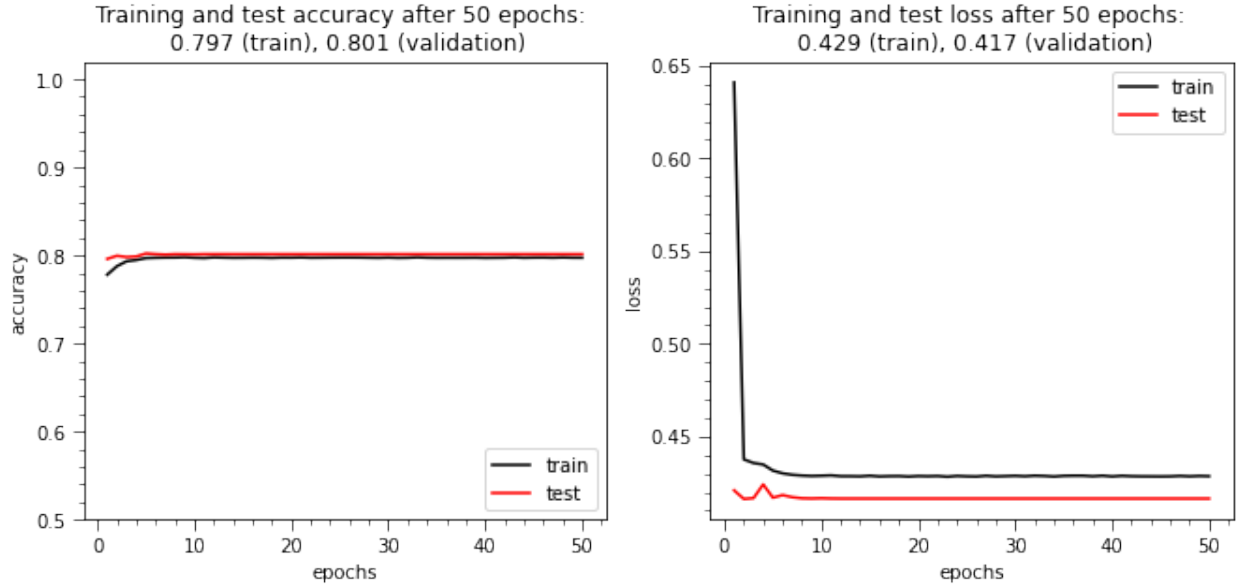 Training and test accuracy after 50 epochs:
0.797 (train), 0.801 (validation)
1.0
0.9
0.8
0.7
0.6
0.5
accuracy
train
test
0
10
20
30
40
50
epochs
Training and test loss after 50 epochs:
0.429 (train), 0.417 (validation)
0.65
0.60
0.55
0.50
0.45
loss
train
test
0
10
20
30
40
50
epochs